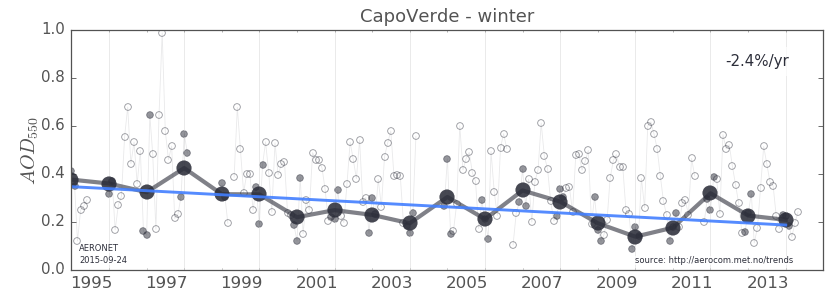 CapoVerde - winter
1.0
-2.4%/yr
0.8
0.6
AOD550
0.4
0.2
AERONET
2015-09-24
source: http://aerocom.met.no/trends
0.0
1995 1997 1999 2001 2003 2005 2007 2009 2011 2013